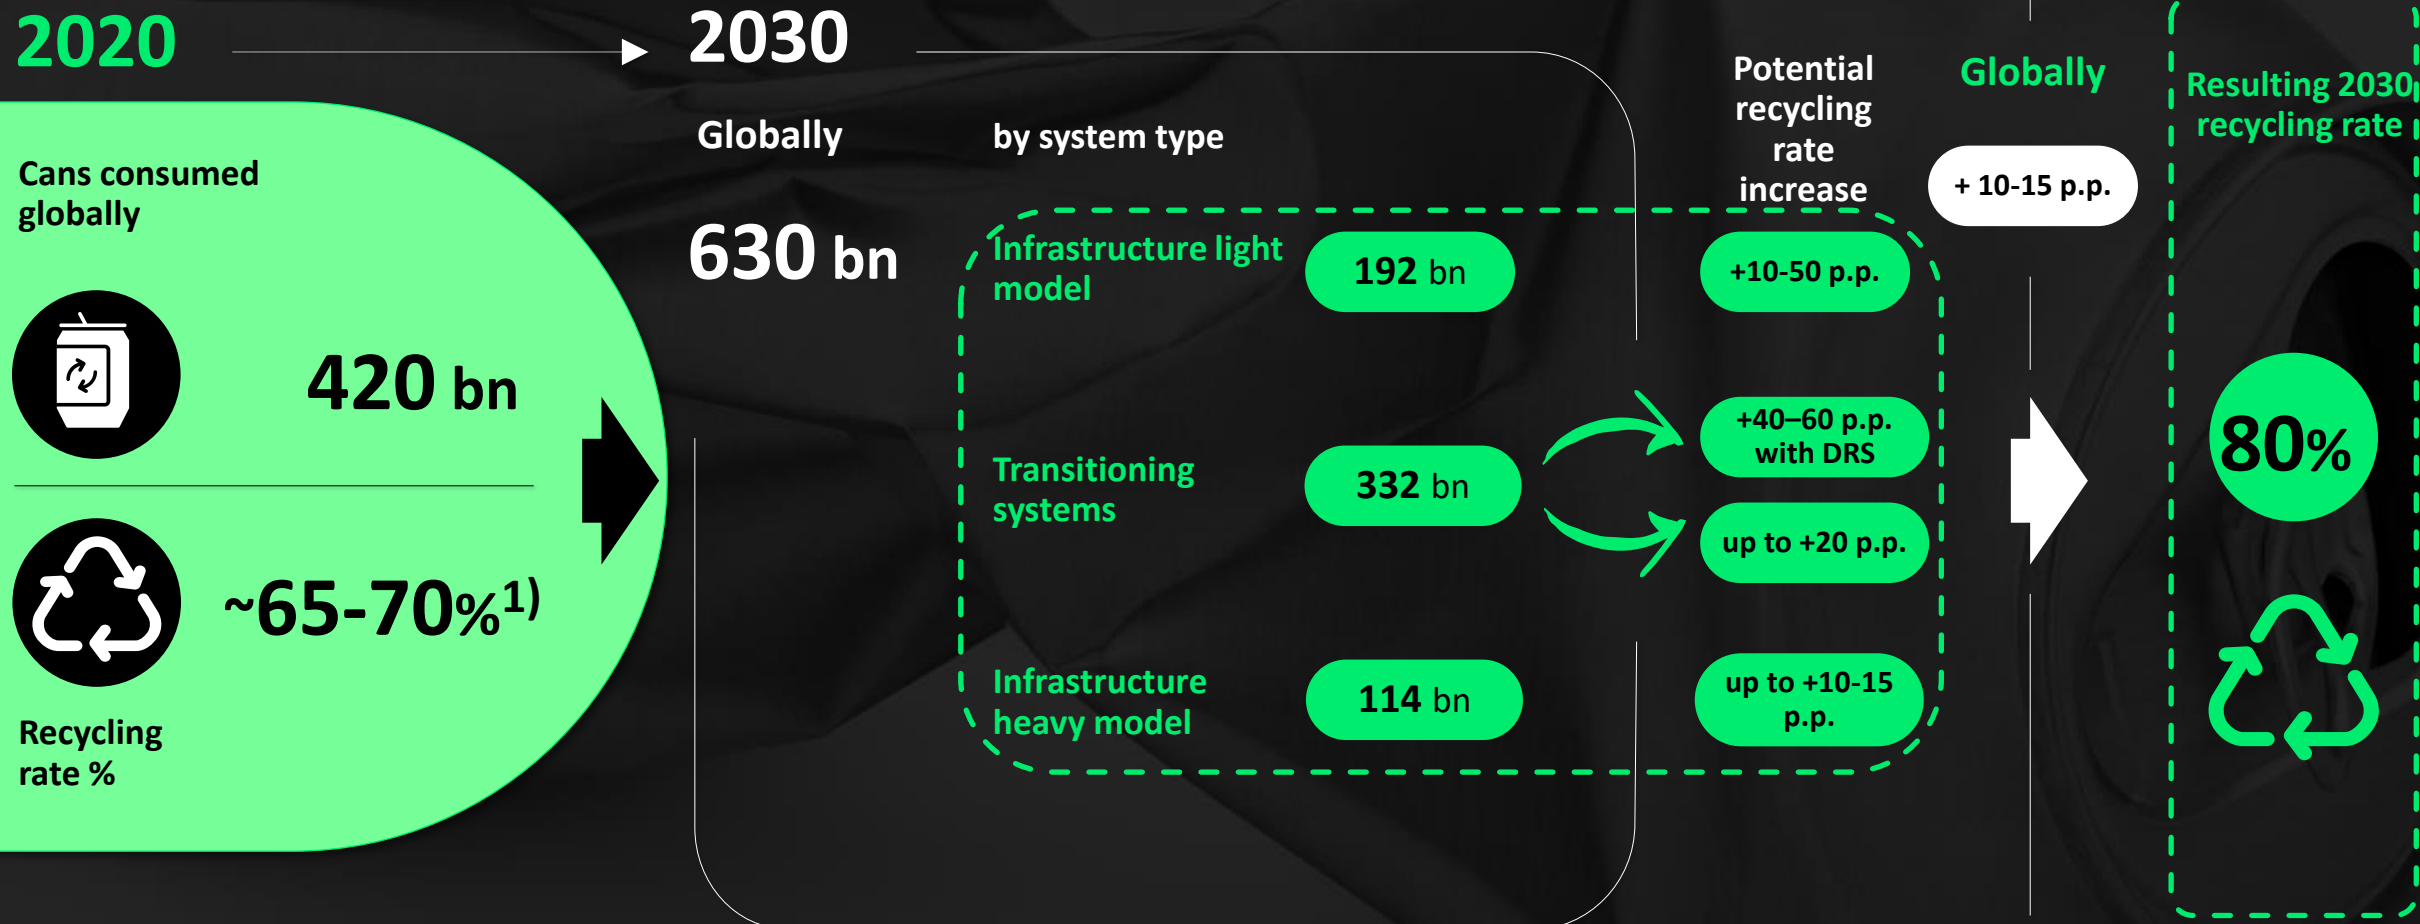 2020
Cans consumed
globally
420 bn
~65-70%1)
Recycling
rate %
2030
Globally
630 bn
by system type
Infrastructure light
model
192 bn
Transitioning
systems
332 bn
Infrastructure
heavy model
114 bn
Potential
recycling
rate
increase
+10-50 p.p.
+40–60 p.p.
with DRS
up to +20 p.p.
up to +10-15
p.p.
Globally
+ 10-15 p.p.
Resulting 2030
recycling rate
80%